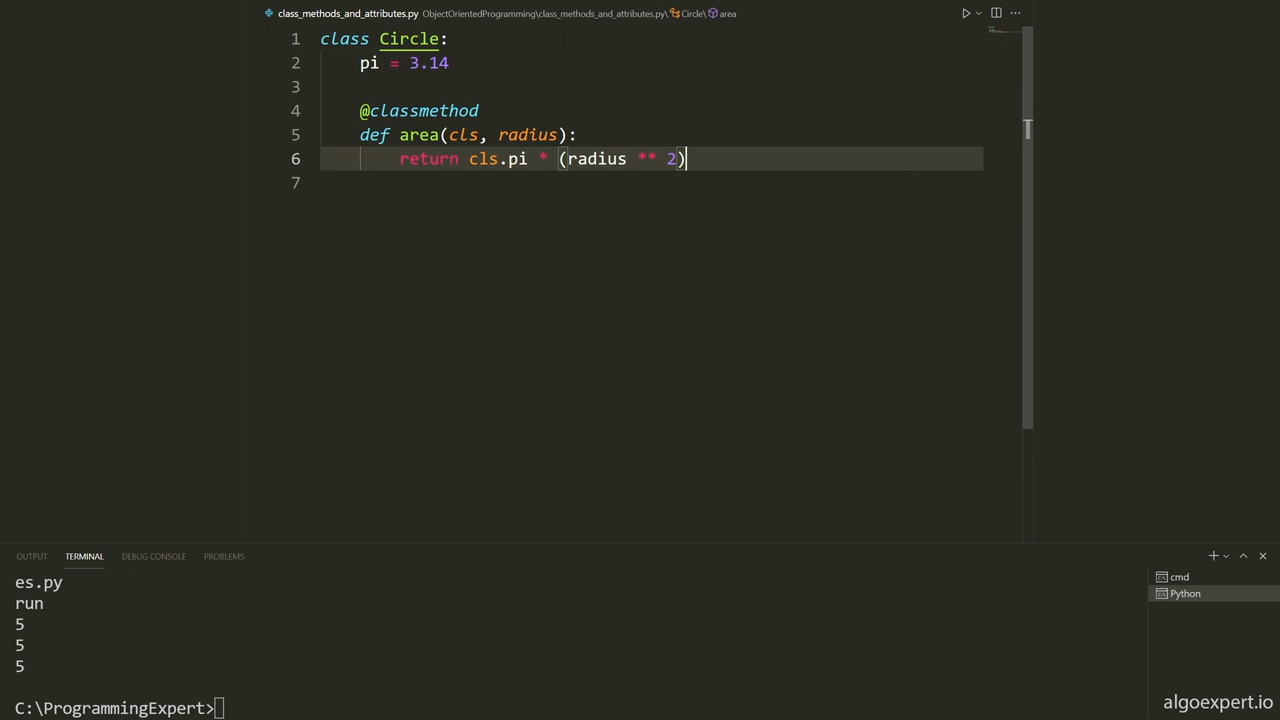 class_methods_and_attributes.py ObjectOrientedProgramming\class_methods_and_attributes.py\Circle\area
1 class Circle:
2 pi = 3.14
3
4 @classmethod
5 def area(cls, radius):
6 return cls.pi * (radius ** 2)
7
OUTPUT TERMINAL DEBUG CONSOLE PROBLEMS
es.py
run
5
5
5
C:\ProgrammingExpert>
cmd
Python
algoexpert.io